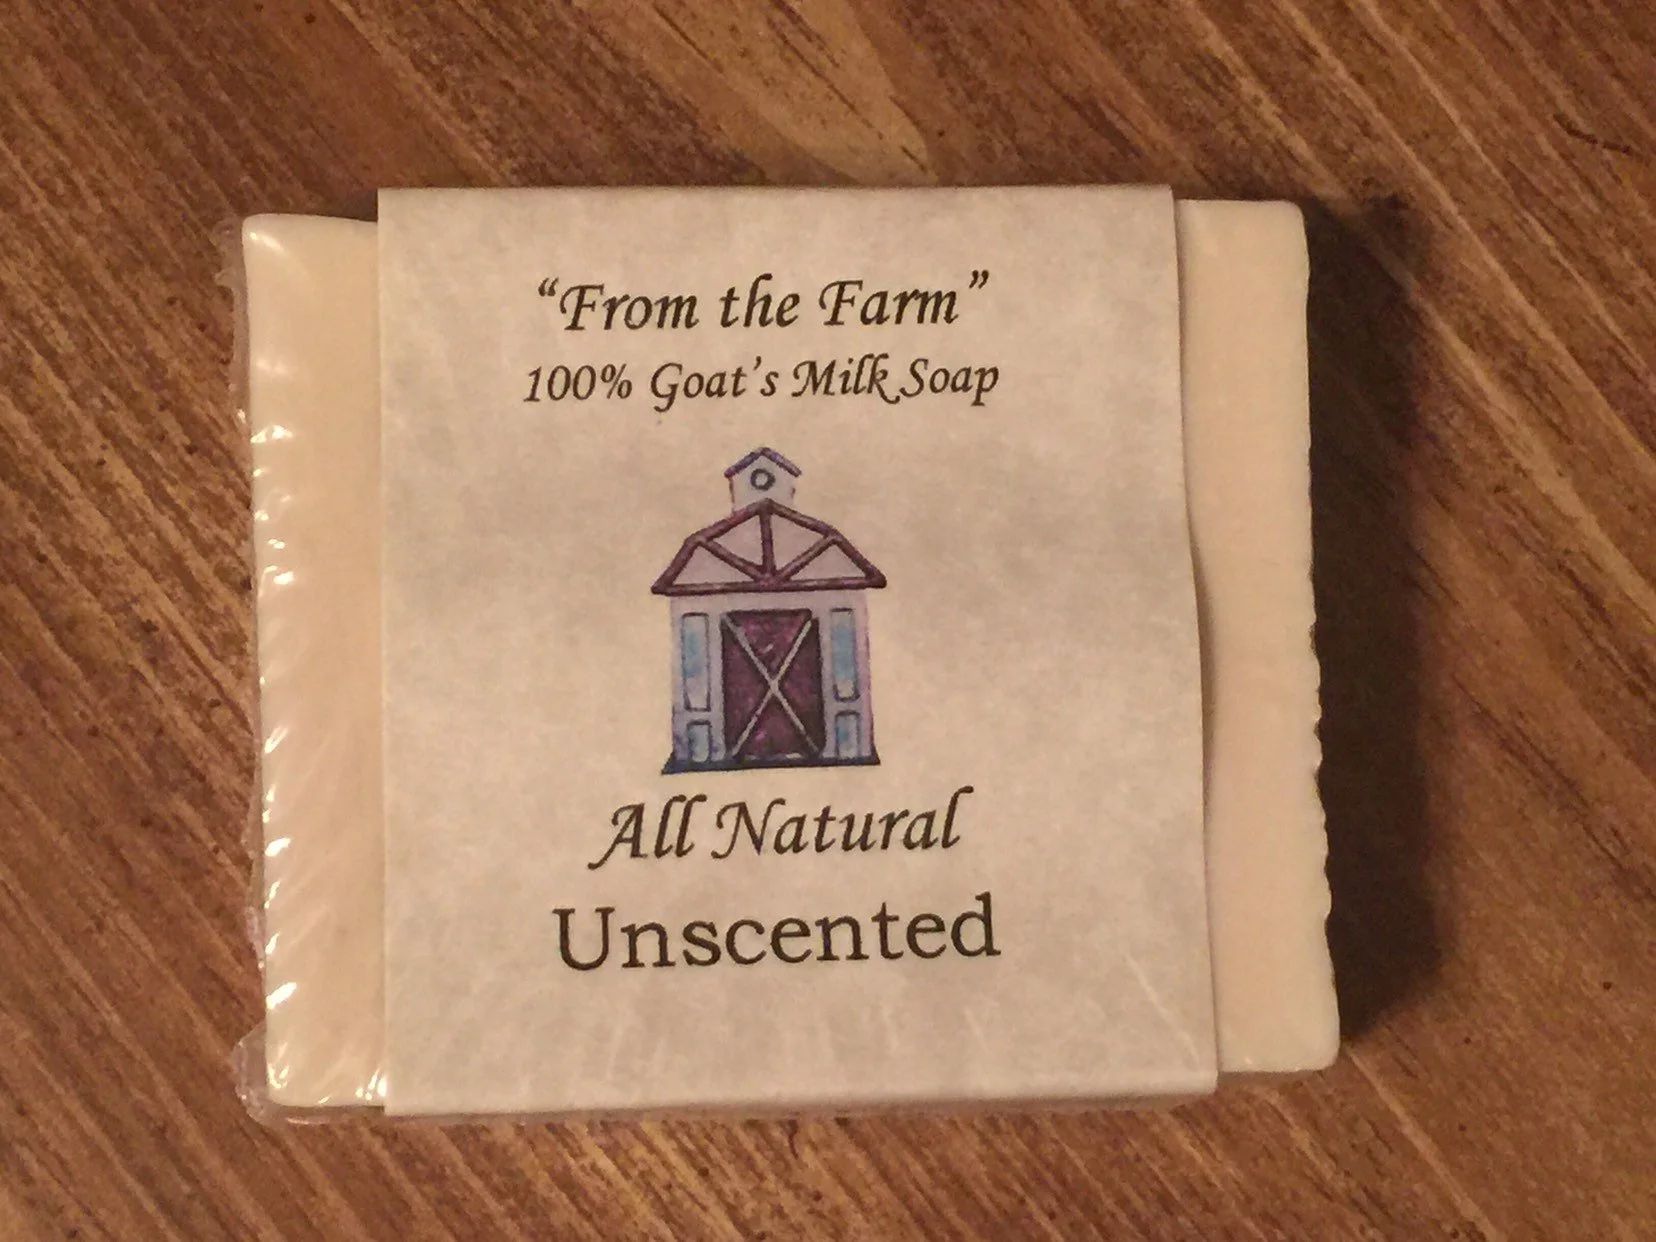 “From the Farm”
100% Goat’s Milk Soap
All Natural
Unscented